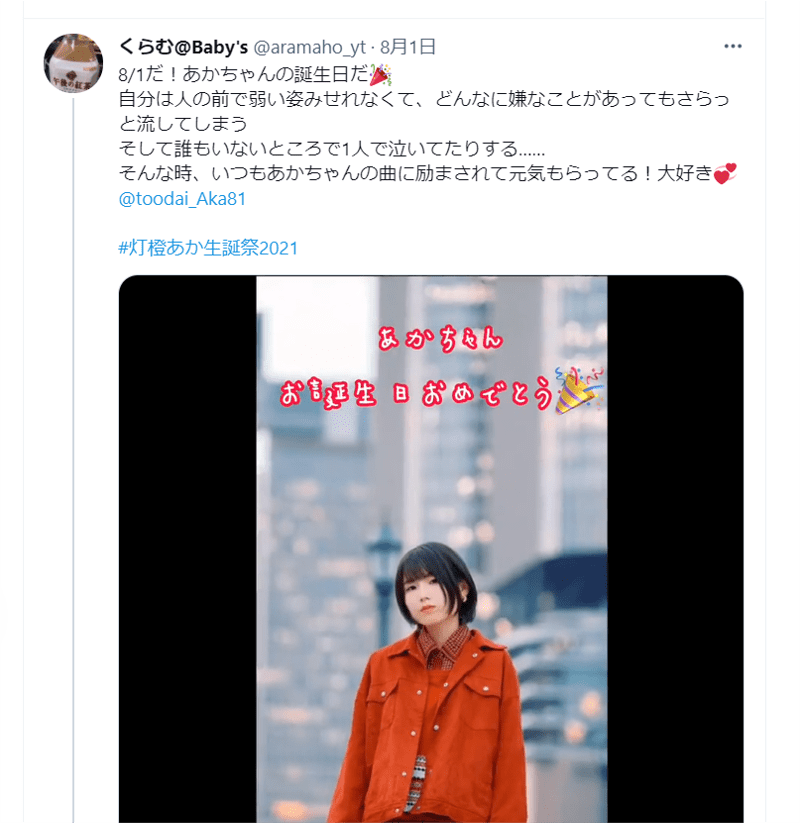 くらむ@Baby's @aramaho_yt · 8月1日
8/1だ！あかちゃんの誕生日だ🎉
自分は人の前で弱い姿みせれなくて、どんなに嫌なことがあってもさらっ
と流してしまう
そして誰もいないところで1人で泣いてたりする......
そんな時、いつもあかちゃんの曲に励まされて元気もらってる！大好き💞
@toodai_Aka81
#灯橙あか生誕祭2021
あかちゃん
お誕生日おめでとう🎉
午後の紅茶